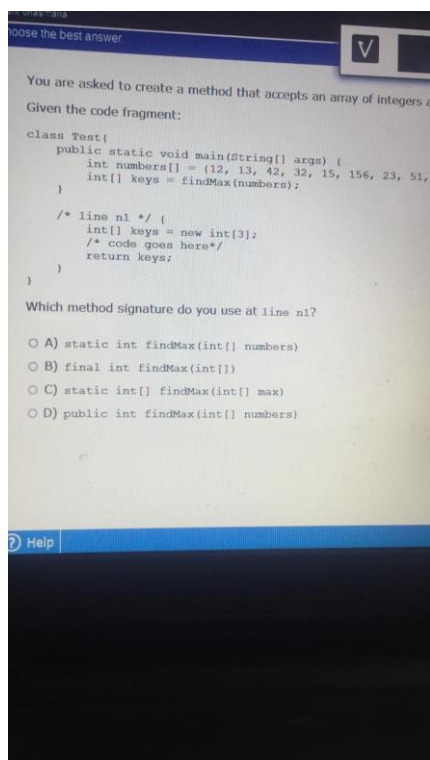 hoose the best answer.
V
You are asked to create a method that accepts an array of integers
Given the code fragment:
class Test{
public static void main(String[] args) {
int numbers[] = {12, 13, 42, 32, 15, 156, 23, 51,
int[] keys = findMax(numbers);
}
/* line n1 */ {
int[] keys = new int[3];
/* code goes here*/
return keys;
}
}
Which method signature do you use at line n1?
A) static int findMax(int[] numbers)
B) final int findMax(int[])
C) static int[] findMax(int[] max)
D) public int findMax(int[] numbers)
? Help